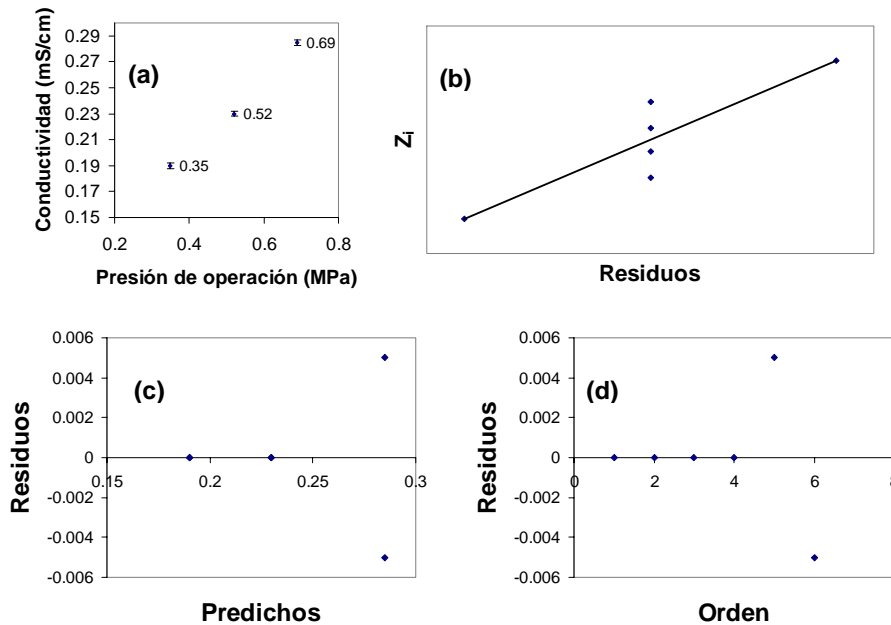 Conductividad (mS/cm)
0.29
0.27
0.25
0.23
0.21
0.19
0.17
0.15
(a)
0.69
0.52
0.35
0.2 0.4 0.6 0.8
Presión de operación (MPa)
(b)
Zi
Residuos
Residuos
0.006
0.004
0.002
0
-0.002
-0.004
-0.006
(c)
0.15 0.2 0.25 0.3
Predichos
Residuos
0.006
0.004
0.002
0
-0.002
-0.004
-0.006
(d)
0 2 4 6 8
Orden